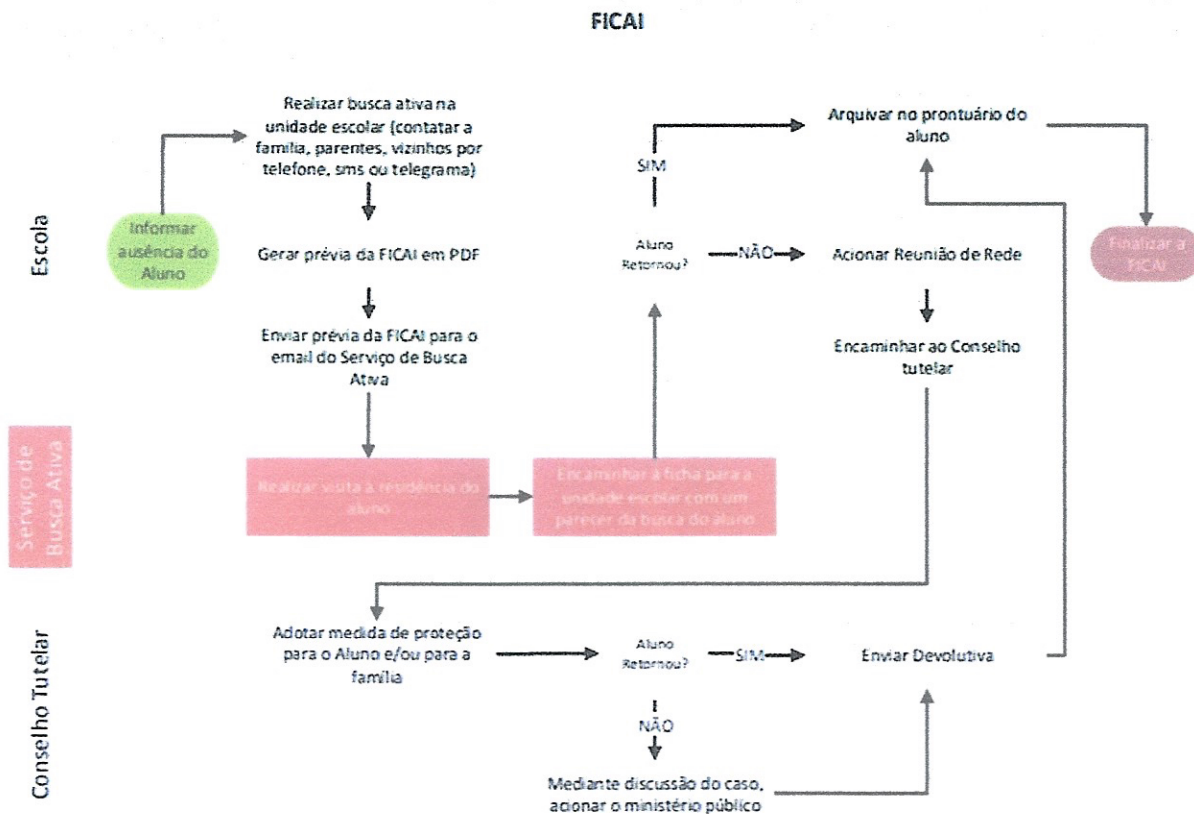 FICAI
Escola
Informar
ausência do
Aluno
Realizar busca ativa na
unidade escolar (contatar a
família, parentes, vizinhos por
telefone, sms ou telegrama)
Gerar prévia da FICAI em PDF
Enviar prévia da FICAI para o
email do Serviço de Busca
Ativa
SIM
Aluno
Retornou?
NÃO
Arquivar no prontuário do
aluno
Acionar Reunião de Rede
Encaminhar ao Conselho
tutelar
Finalizar a
FICAI
Serviço de
Busca Ativa
Realizar visita à residência do
aluno
Encaminhar a ficha para a
unidade escolar com um
parecer da busca do aluno
Conselho Tutelar
Adotar medida de proteção
para o Aluno e/ou para a
família
Aluno
Retornou?
SIM
Enviar Devolutiva
NÃO
Mediante discussão do caso,
acionar o ministério público